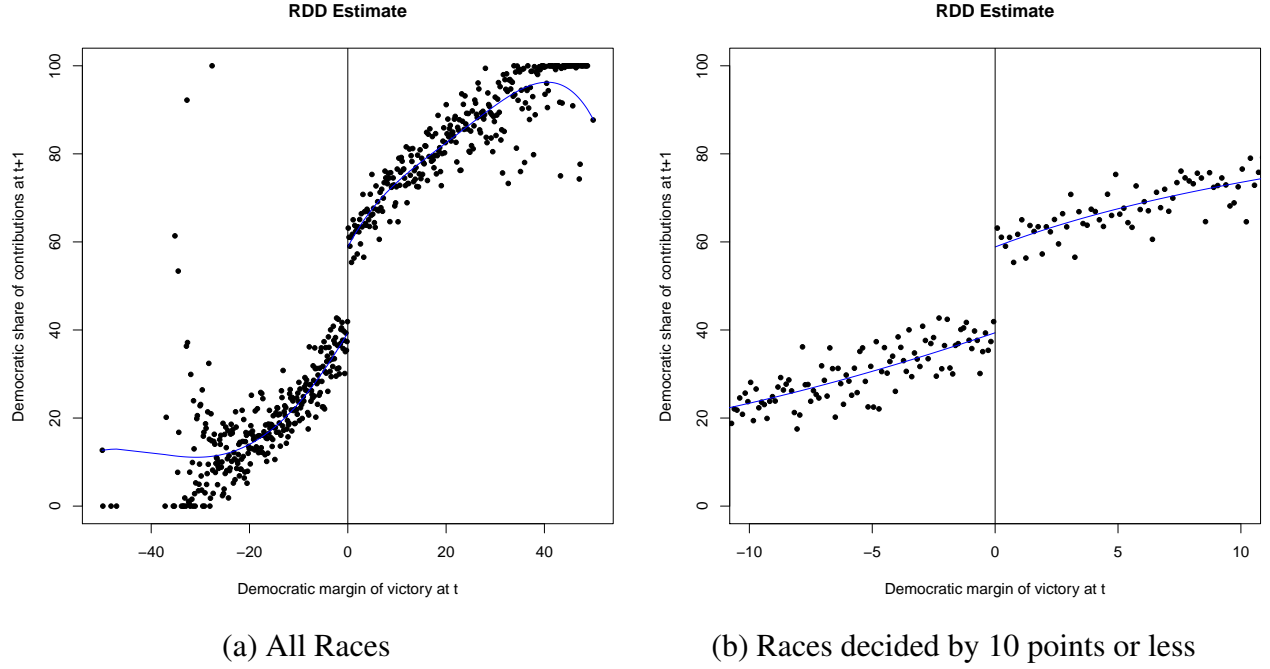 RDD Estimate
Democratic share of contributions at t+1
100
80
60
40
20
0
−40
−20
0
20
40
Democratic margin of victory at t
(a) All Races
RDD Estimate
Democratic share of contributions at t+1
100
80
60
40
20
0
−10
−5
0
5
10
Democratic margin of victory at t
(b) Races decided by 10 points or less